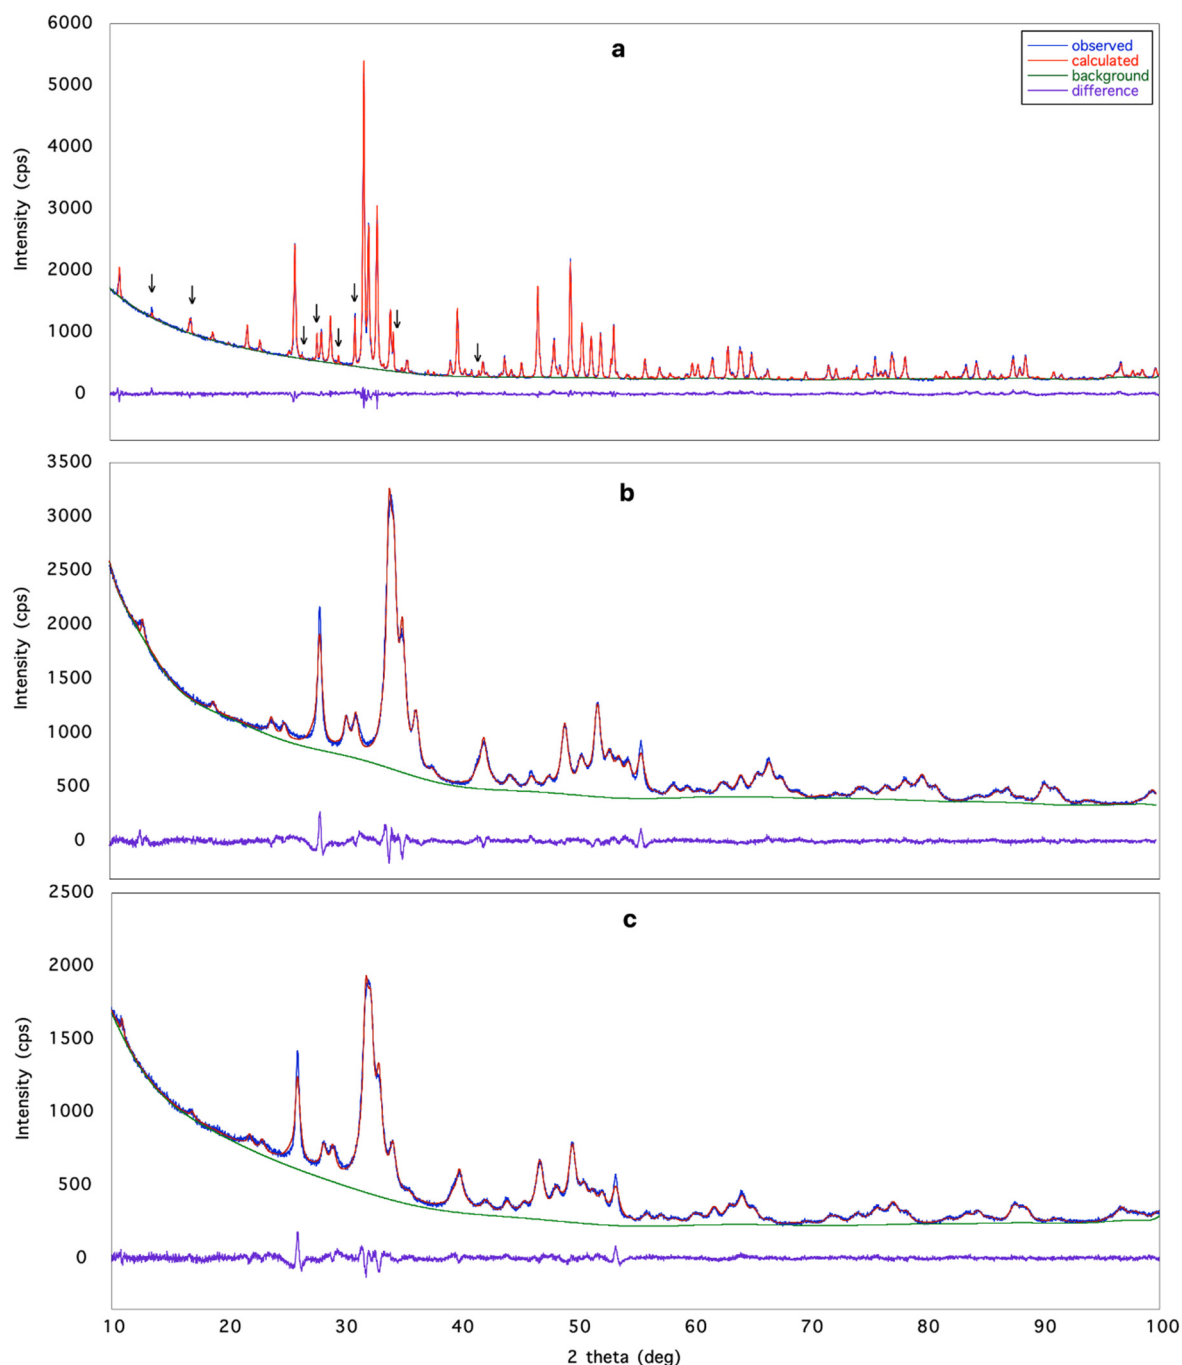 6000
a
observed
calculated
background
difference
5000
4000
3000
2000
1000
0
Intensity (cps)
3500
b
3000
2500
2000
1500
1000
500
0
Intensity (cps)
2500
c
2000
1500
1000
500
0
Intensity (cps)
10 20 30 40 50 60 70 80 90 100
2 theta (deg)